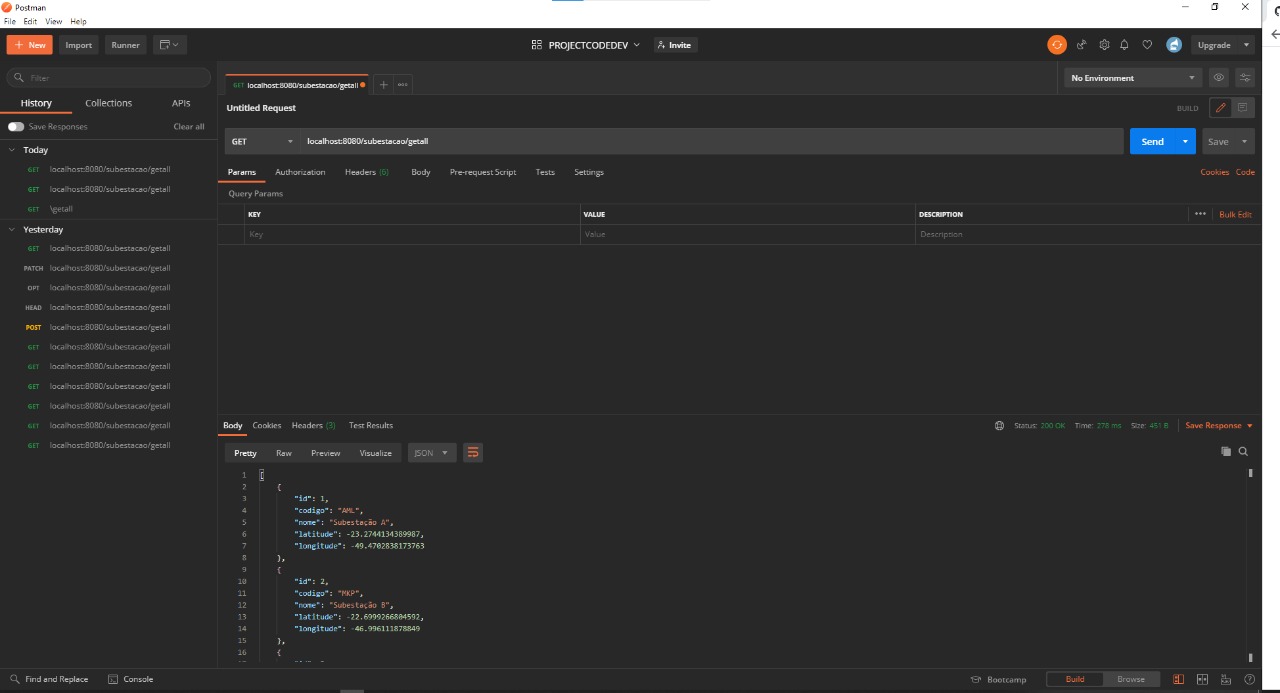 Postman
File Edit View Help
+ New Import Runner PROJECTCODEDEV Invite Upgrade
Filter
History Collections APIs
Save Responses Clear all
Today
GET localhost:8080/subestacao/getall
GET localhost:8080/subestacao/getall
GET \getall
Yesterday
GET localhost:8080/subestacao/getall
PATCH localhost:8080/subestacao/getall
OPT localhost:8080/subestacao/getall
HEAD localhost:8080/subestacao/getall
POST localhost:8080/subestacao/getall
GET localhost:8080/subestacao/getall
GET localhost:8080/subestacao/getall
GET localhost:8080/subestacao/getall
GET localhost:8080/subestacao/getall
GET localhost:8080/subestacao/getall
GET localhost:8080/subestacao/getall
GET localhost:8080/subestacao/getall No Environment
Untitled Request BUILD
GET localhost:8080/subestacao/getall Send Save
Params Authorization Headers (6) Body Pre-request Script Tests Settings Cookies Code
Query Params
KEY VALUE DESCRIPTION Bulk Edit
Key Value Description
Body Cookies Headers (3) Test Results Status: 200 OK Time: 278 ms Size: 451 B Save Response
Pretty Raw Preview Visualize JSON
1 [
2 {
3 "id": 1,
4 "codigo": "AML",
5 "nome": "Subestação A",
6 "latitude": -23.2744134389987,
7 "longitude": -49.4702838173763
8 },
9 {
10 "id": 2,
11 "codigo": "MKP",
12 "nome": "Subestação B",
13 "latitude": -22.6999266804592,
14 "longitude": -46.996111878849
15 },
16 {
Find and Replace Console Bootcamp Build Browse